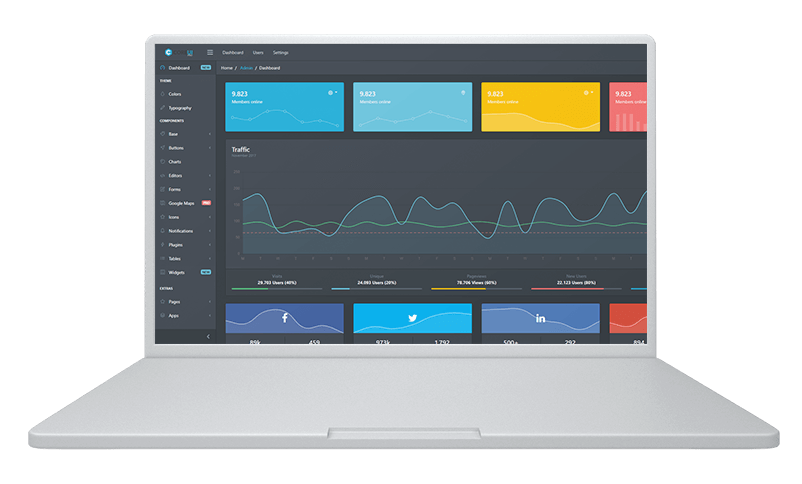 Dashboard Users Settings
Dashboard NEW
Home / Admin / Dashboard
THEME
Colors
Typography
COMPONENTS
Base
Buttons
Charts
Editors
Forms
Google Maps PRO
Icons
Notifications
Plugins
Tables
Widgets NEW
EXTRAS
Pages
Apps
9.823
Members online
9.823
Members online
9.823
Members online
9.823
Members online
Traffic
November 2017
Visits
29.703 Users (40%)
Unique
24.093 Users (20%)
Pageviews
78.706 Views (60%)
New Users
22.123 Users (80%)
f
in
89k 459
973k 1.792
500+ 292
894